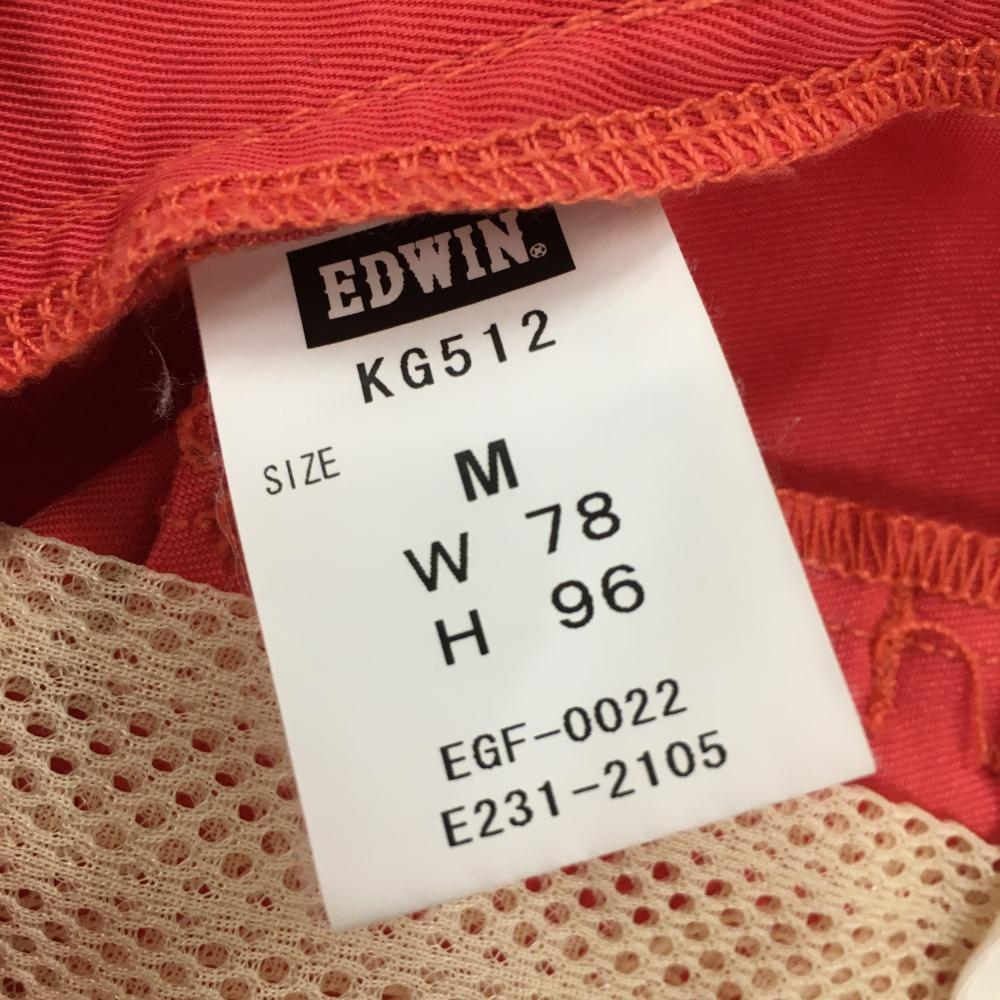 EDWIN
KG512
SIZE M
W 78
H 96
EGF-0022
E231-2105